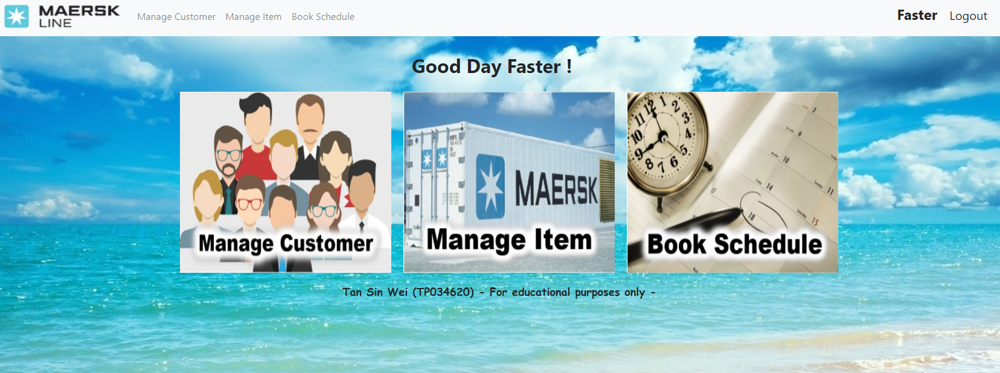 MAERSK
LINE
Manage Customer Manage Item Book Schedule
Faster Logout
Good Day Faster !
Manage Customer
MAERSK
Manage Item
12 1 2 3 4 5 6 7 8 9 10 11
2
6
10
14
11
17
18
15
Book Schedule
Tan Sin Wei (TP034620) - For educational purposes only -